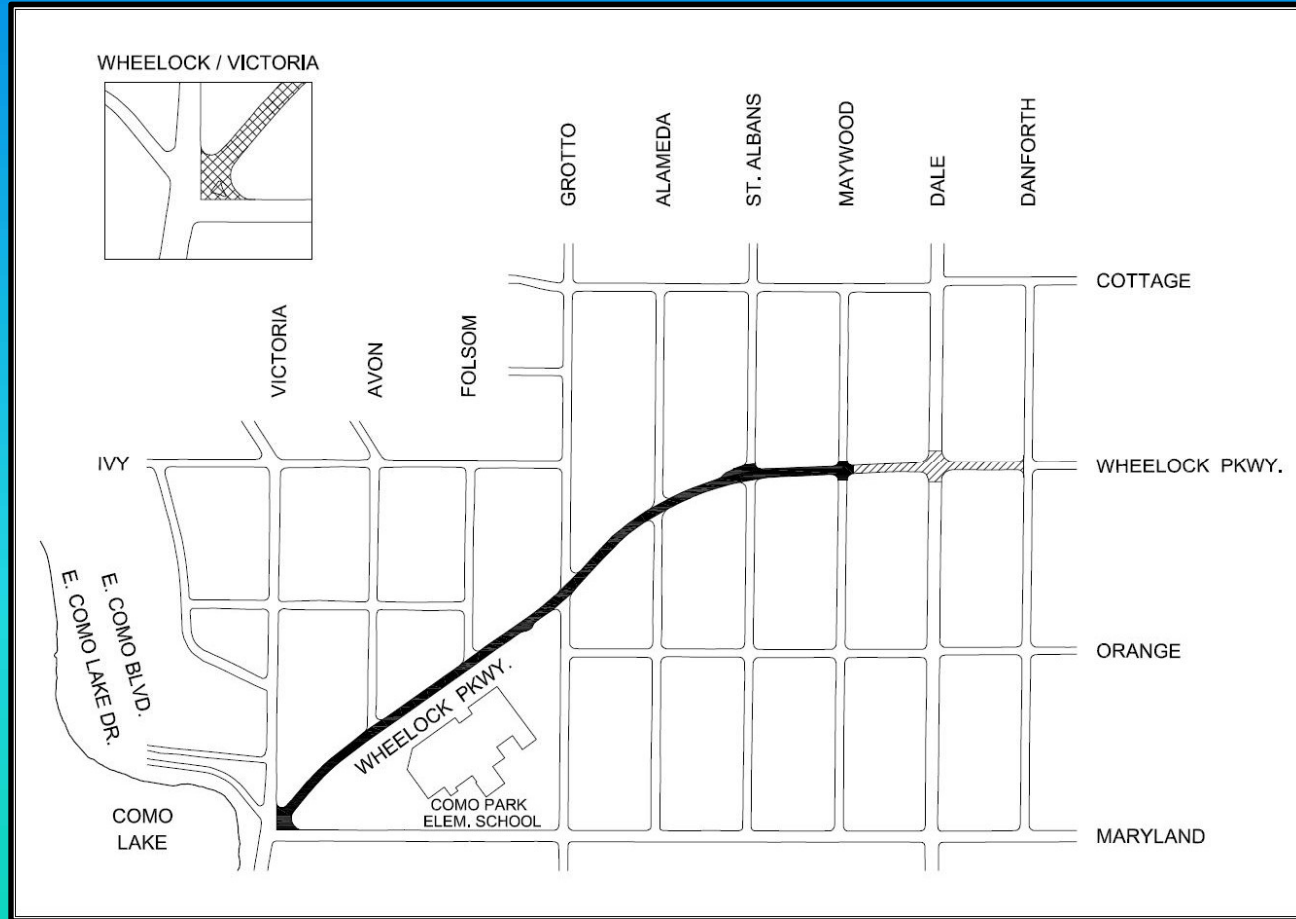 WHEELOCK / VICTORIA
GROTTO
ALAMEDA
ST. ALBANS
MAYWOOD
DALE
DANFORTH
COTTAGE
VICTORIA
AVON
FOLSOM
IVY
WHEELOCK PKWY.
E. COMO BLVD.
E. COMO LAKE DR.
ORANGE
WHEELOCK PKWY.
COMO PARK
ELEM. SCHOOL
COMO
LAKE
MARYLAND